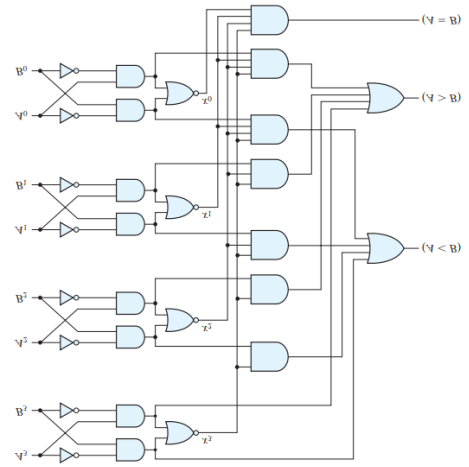 (A = B)
B₀
x₀
(A > B)
A₀
B₁
x₁
A₁
(A < B)
B₂
x₂
A₂
B₃
x₃
A₃